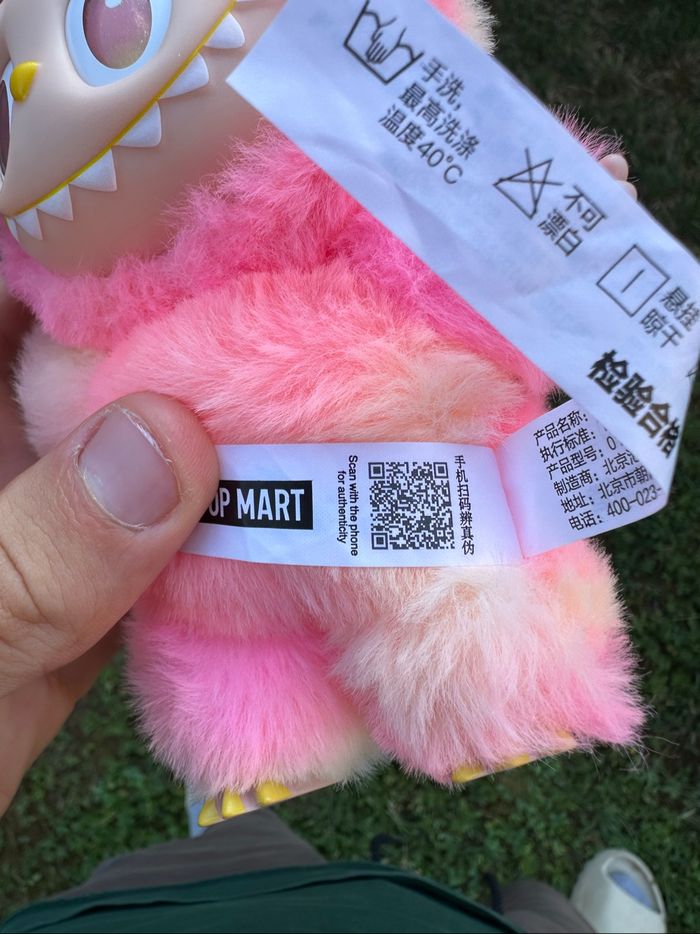 手洗,
最高洗涤
温度40°C
不可
漂白
悬挂
晾干
检验合格
OP MART
Scan with the phone
for authenticity
手机扫码辨真伪
产品名称:
执行标准:
产品型号: 0
制造商: 北京
地址: 北京市朝
电话: 400-023-